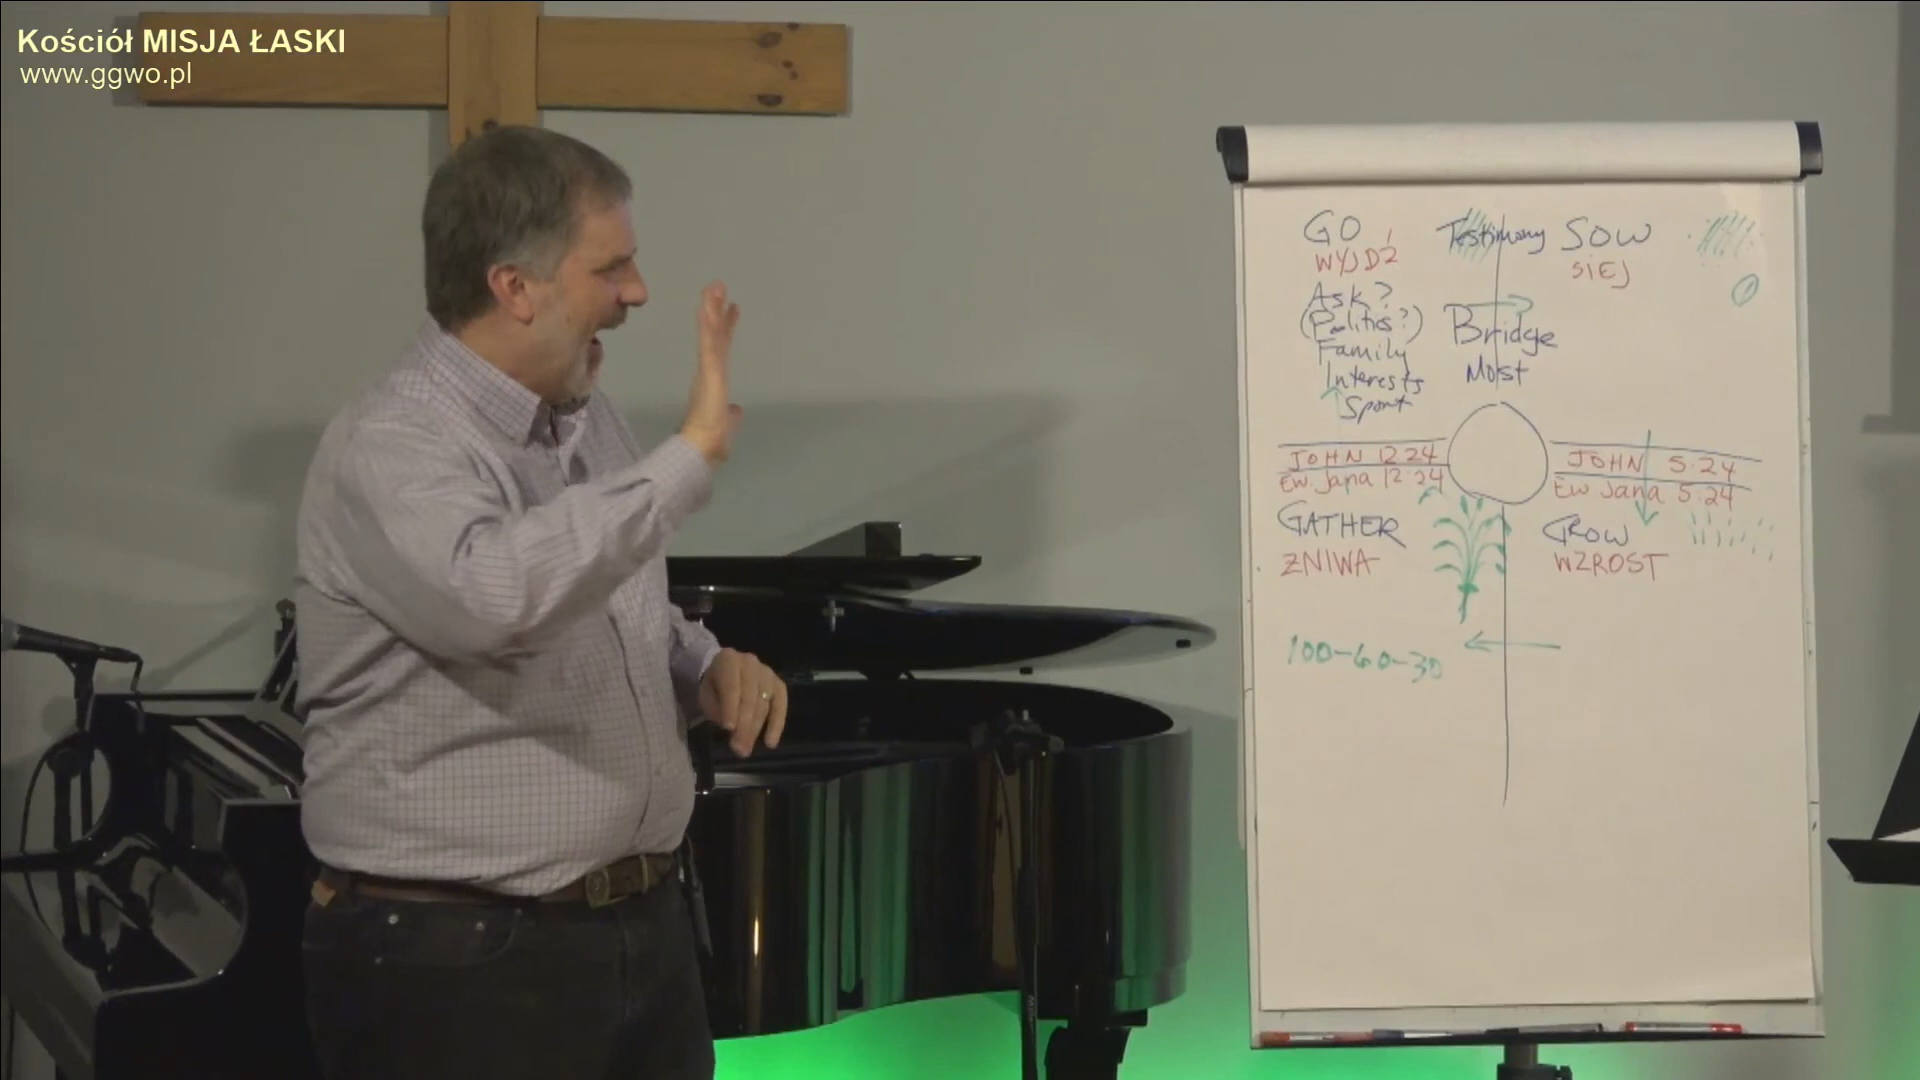 Kościół MISJA ŁASKI
www.ggwo.pl
GO
WYJDŹ
Ask?
(Politics?)
Family
Interests
Sport
Testimony
Bridge
Most
SOW
SIEJ
JOHN 12 24
Ew. Jana 12:24
JOHN 5:24
Ew Jana 5:24
GATHER
ŻNIWA
GROW
WZROST
100-60-30